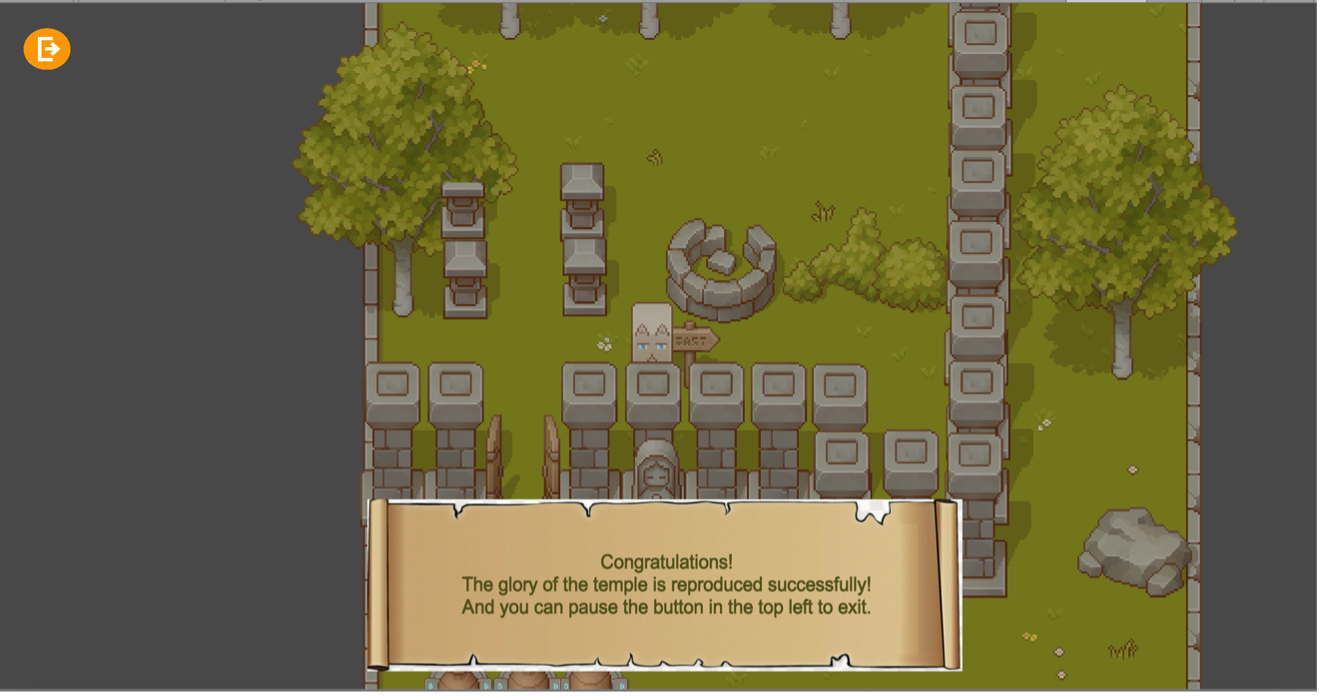 EAST
Congratulations!
The glory of the temple is reproduced successfully!
And you can pause the button in the top left to exit.